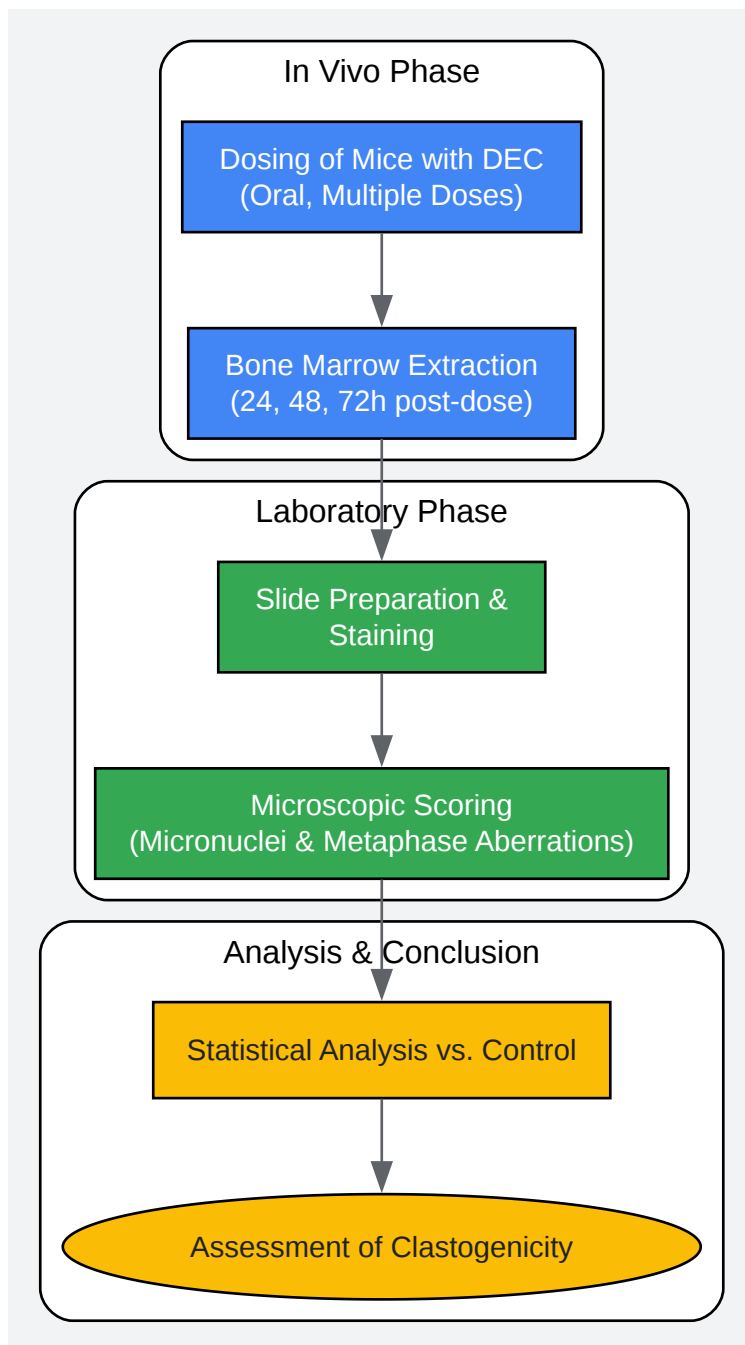 In Vivo Phase
Dosing of Mice with DEC
(Oral, Multiple Doses)
Bone Marrow Extraction
(24, 48, 72h post-dose)
Laboratory Phase
Slide Preparation &
Staining
Microscopic Scoring
(Micronuclei & Metaphase Aberrations)
Analysis & Conclusion
Statistical Analysis vs. Control
Assessment of Clastogenicity